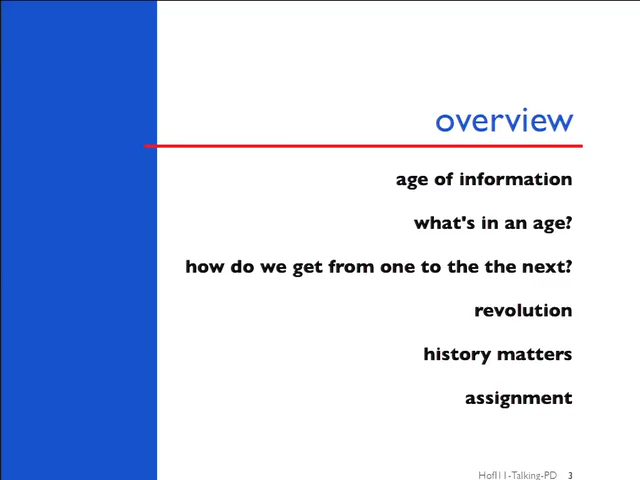 overview
age of information
what's in an age?
how do we get from one to the the next?
revolution
history matters
assignment
HofI11-Talking-PD 3